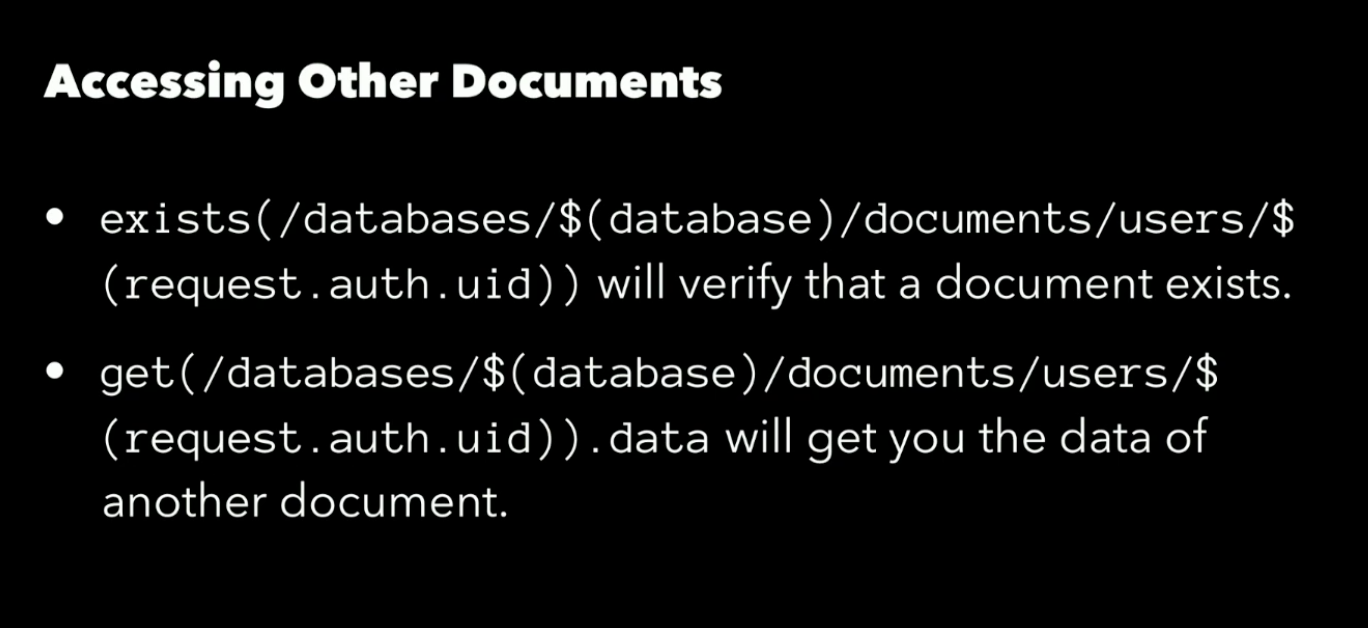 Accessing Other Documents
• exists(/databases/$(database)/documents/users/$
(request.auth.uid)) will verify that a document exists.
• get(/databases/$(database)/documents/users/$
(request.auth.uid)).data will get you the data of
another document.